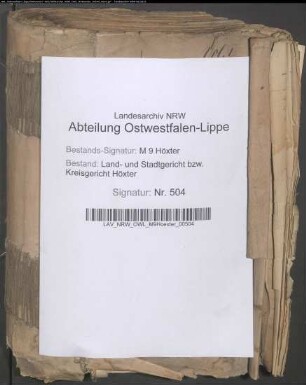 Landesarchiv NRW
Abteilung Ostwestfalen-Lippe
Bestands-Signatur: M 9 Höxter
Bestand: Land- und Stadtgericht bzw.
Kreisgericht Höxter
Signatur: Nr. 504
LAV_NRW_OWL_M9Hoexter_00504